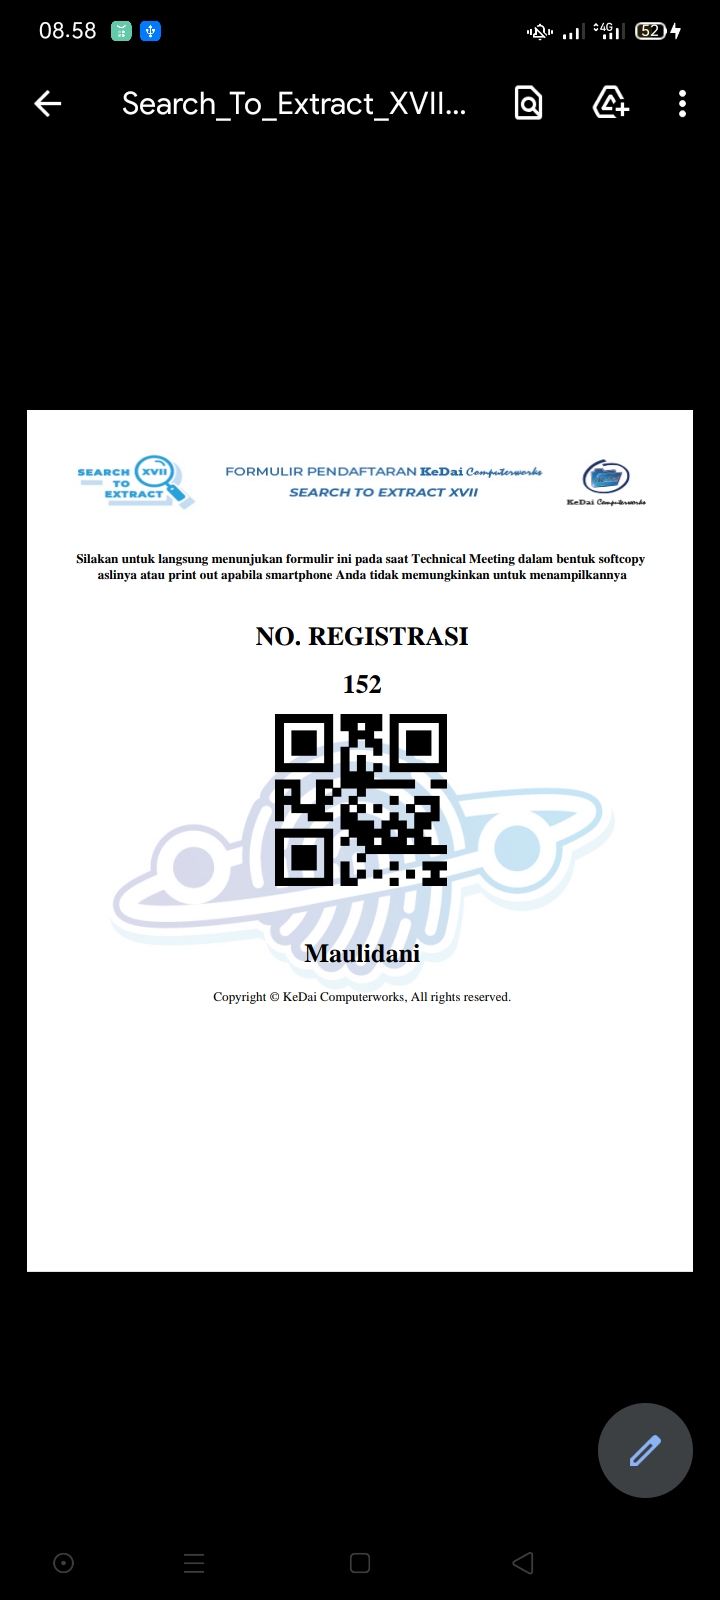 08.58
4G
52
Search_To_Extract_XVII...
SEARCH XVII
TO
EXTRACT
FORMULIR PENDAFTARAN KeDai Computerworks
SEARCH TO EXTRACT XVII
KeDai Computerworks
Silakan untuk langsung menunjukan formulir ini pada saat Technical Meeting dalam bentuk softcopy
aslinya atau print out apabila smartphone Anda tidak memungkinkan untuk menampilkannya
NO. REGISTRASI
152
Maulidani
Copyright © KeDai Computerworks, All rights reserved.